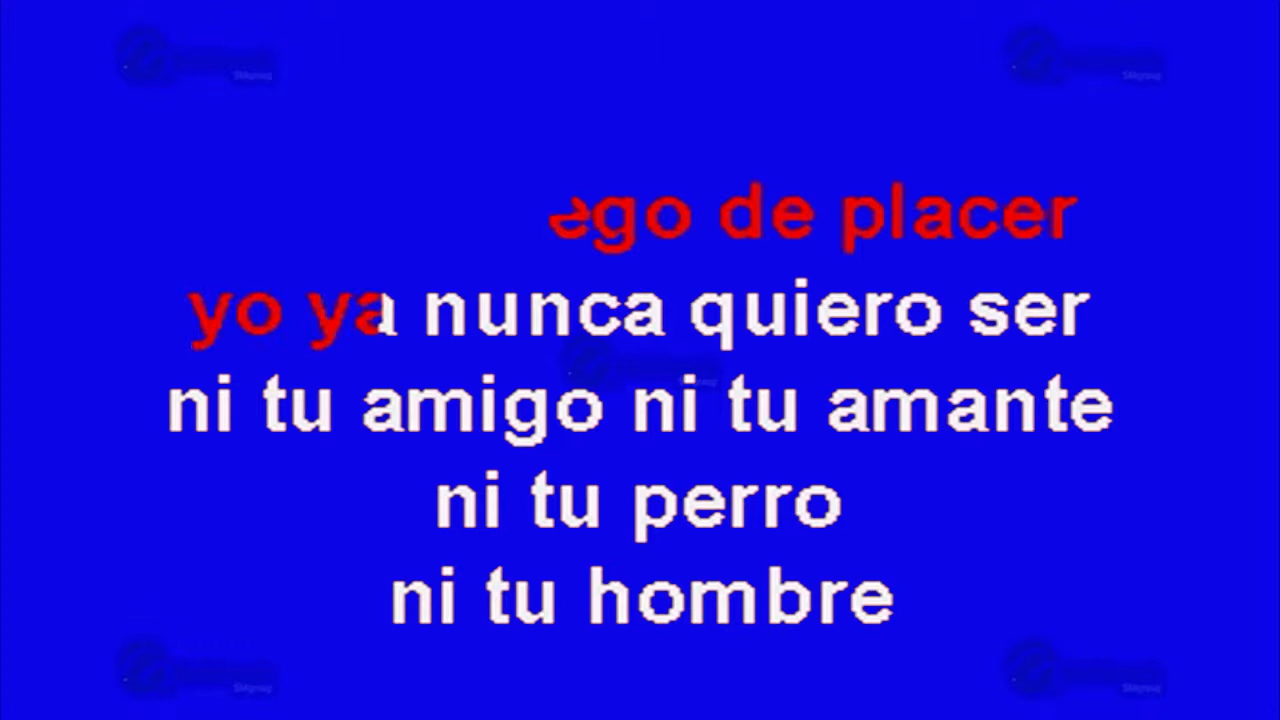 ego de placer
yo ya nunca quiero ser
ni tu amigo ni tu amante
ni tu perro
ni tu hombre